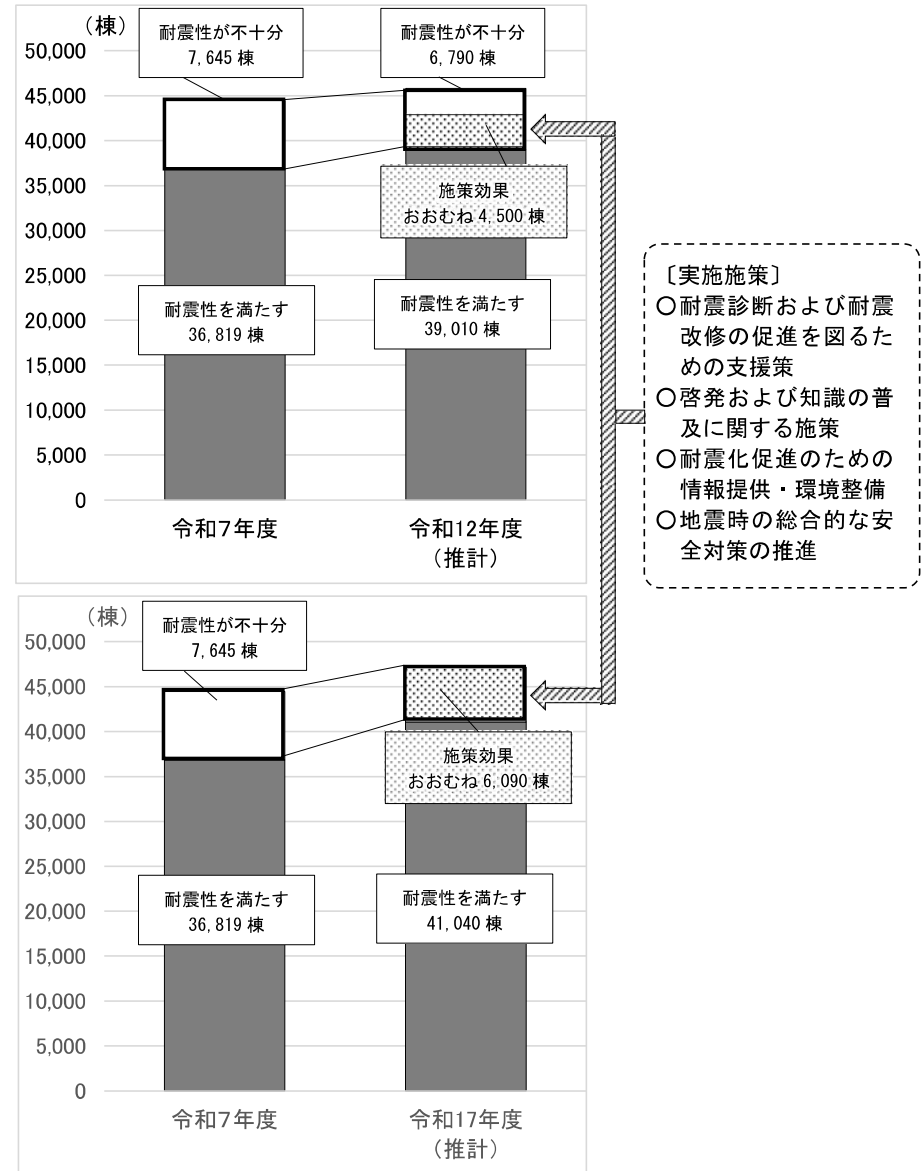 （棟）
耐震性が不十分
7,645 棟
耐震性が不十分
6,790 棟
50,000
45,000
40,000
35,000
30,000
25,000
20,000
15,000
10,000
5,000
0
施策効果
おおむね 4,500 棟
耐震性を満たす
36,819 棟
耐震性を満たす
39,010 棟
令和7年度
令和12年度
（推計）
〔実施施策〕
〇耐震診断および耐震
改修の促進を図るた
めの支援策
〇啓発および知識の普
及に関する施策
〇耐震化促進のための
情報提供・環境整備
〇地震時の総合的な安
全対策の推進
（棟）
耐震性が不十分
7,645 棟
50,000
45,000
40,000
35,000
30,000
25,000
20,000
15,000
10,000
5,000
0
施策効果
おおむね 6,090 棟
耐震性を満たす
36,819 棟
耐震性を満たす
41,040 棟
令和7年度
令和17年度
（推計）